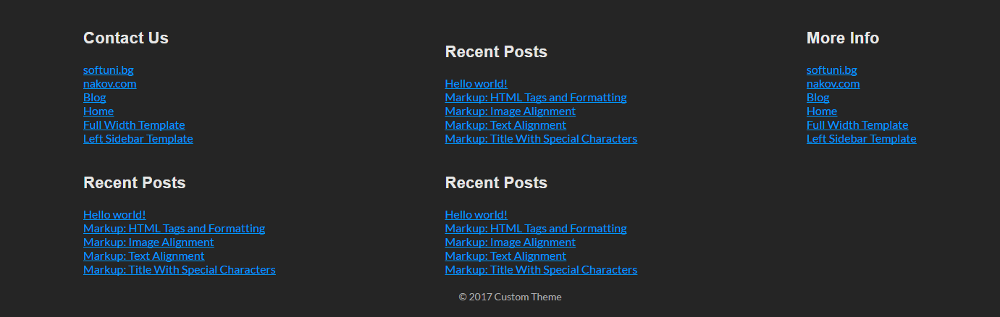 Contact Us
softuni.bg
nakov.com
Blog
Home
Full Width Template
Left Sidebar Template
Recent Posts
Hello world!
Markup: HTML Tags and Formatting
Markup: Image Alignment
Markup: Text Alignment
Markup: Title With Special Characters
More Info
softuni.bg
nakov.com
Blog
Home
Full Width Template
Left Sidebar Template
Recent Posts
Hello world!
Markup: HTML Tags and Formatting
Markup: Image Alignment
Markup: Text Alignment
Markup: Title With Special Characters
Recent Posts
Hello world!
Markup: HTML Tags and Formatting
Markup: Image Alignment
Markup: Text Alignment
Markup: Title With Special Characters
© 2017 Custom Theme